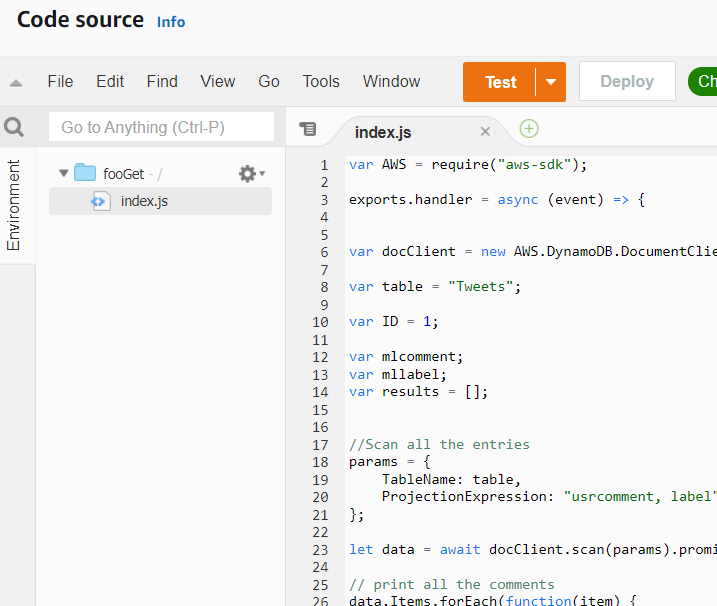 Code source Info
File Edit Find View Go Tools Window Test Deploy
Go to Anything (Ctrl-P)
index.js
Environment
fooGet - /
index.js
1 var AWS = require("aws-sdk");
2
3 exports.handler = async (event) => {
4
5
6 var docClient = new AWS.DynamoDB.DocumentClie
7
8 var table = "Tweets";
9
10 var ID = 1;
11
12 var mlcomment;
13 var mllabel;
14 var results = [];
15
16
17 //Scan all the entries
18 params = {
19 TableName: table,
20 ProjectionExpression: "usrcomment, label"
21 };
22
23 let data = await docClient.scan(params).promi
24
25 // print all the comments
26 data.Items.forEach(function(item) {